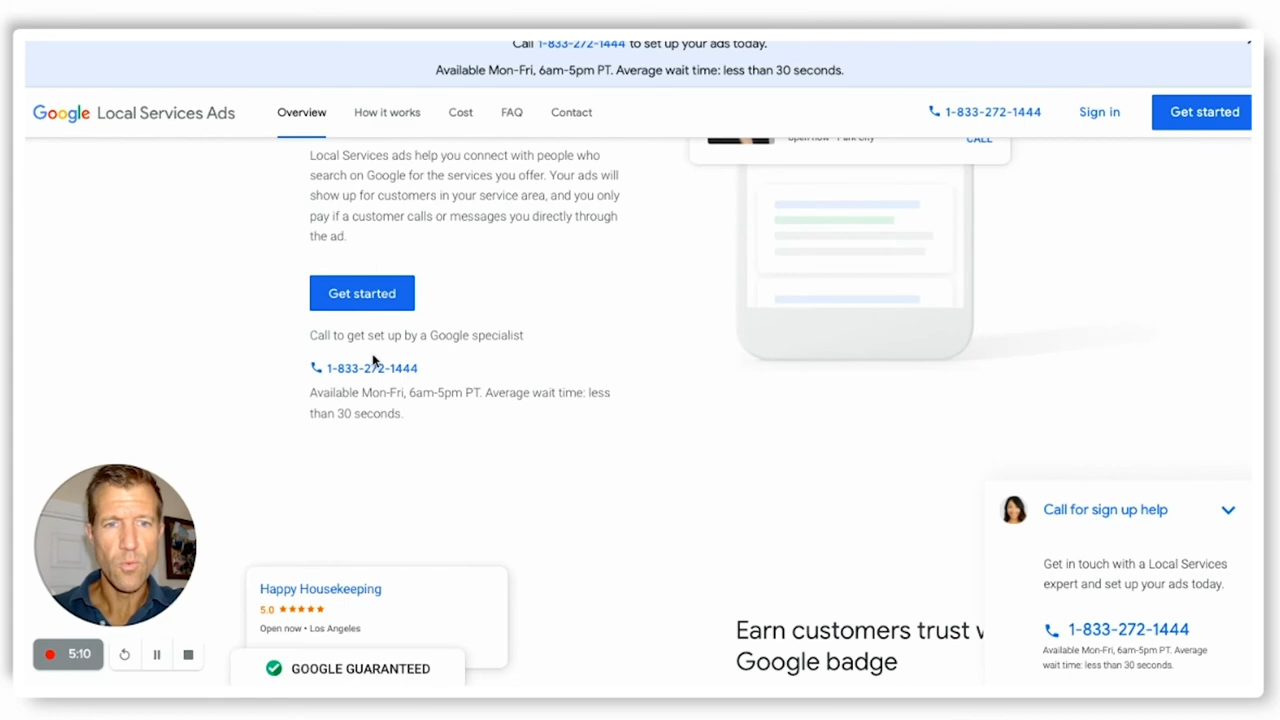 Call 1-833-272-1444 to set up your ads today.
Available Mon-Fri, 6am-5pm PT. Average wait time: less than 30 seconds.
Google Local Services Ads
Overview
How it works
Cost
FAQ
Contact
1-833-272-1444
Sign in
Get started
Open now • Park City
CALL
Local Services ads help you connect with people who
search on Google for the services you offer. Your ads will
show up for customers in your service area, and you only
pay if a customer calls or messages you directly through
the ad.
Get started
Call to get set up by a Google specialist
1-833-272-1444
Available Mon-Fri, 6am-5pm PT. Average wait time: less
than 30 seconds.
Happy Housekeeping
5.0
Open now • Los Angeles
GOOGLE GUARANTEED
Earn customers trust
Google badge
Call for sign up help
Get in touch with a Local Services
expert and set up your ads today.
1-833-272-1444
Available Mon-Fri, 6am-5pm PT. Average
wait time: less than 30 seconds.
5:10